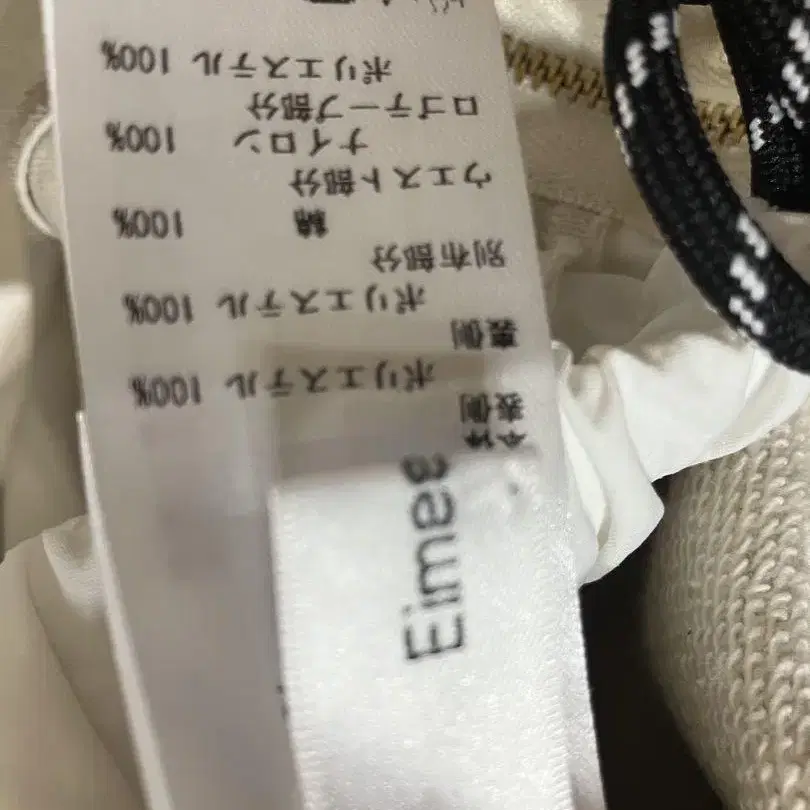 本体
表側
ポリエステル 100%
裏側
ポリエステル 100%
別布部分
綿 100%
ウエスト部分
ナイロン 100%
ロゴテープ部分
ポリエステル 100%
Eimee